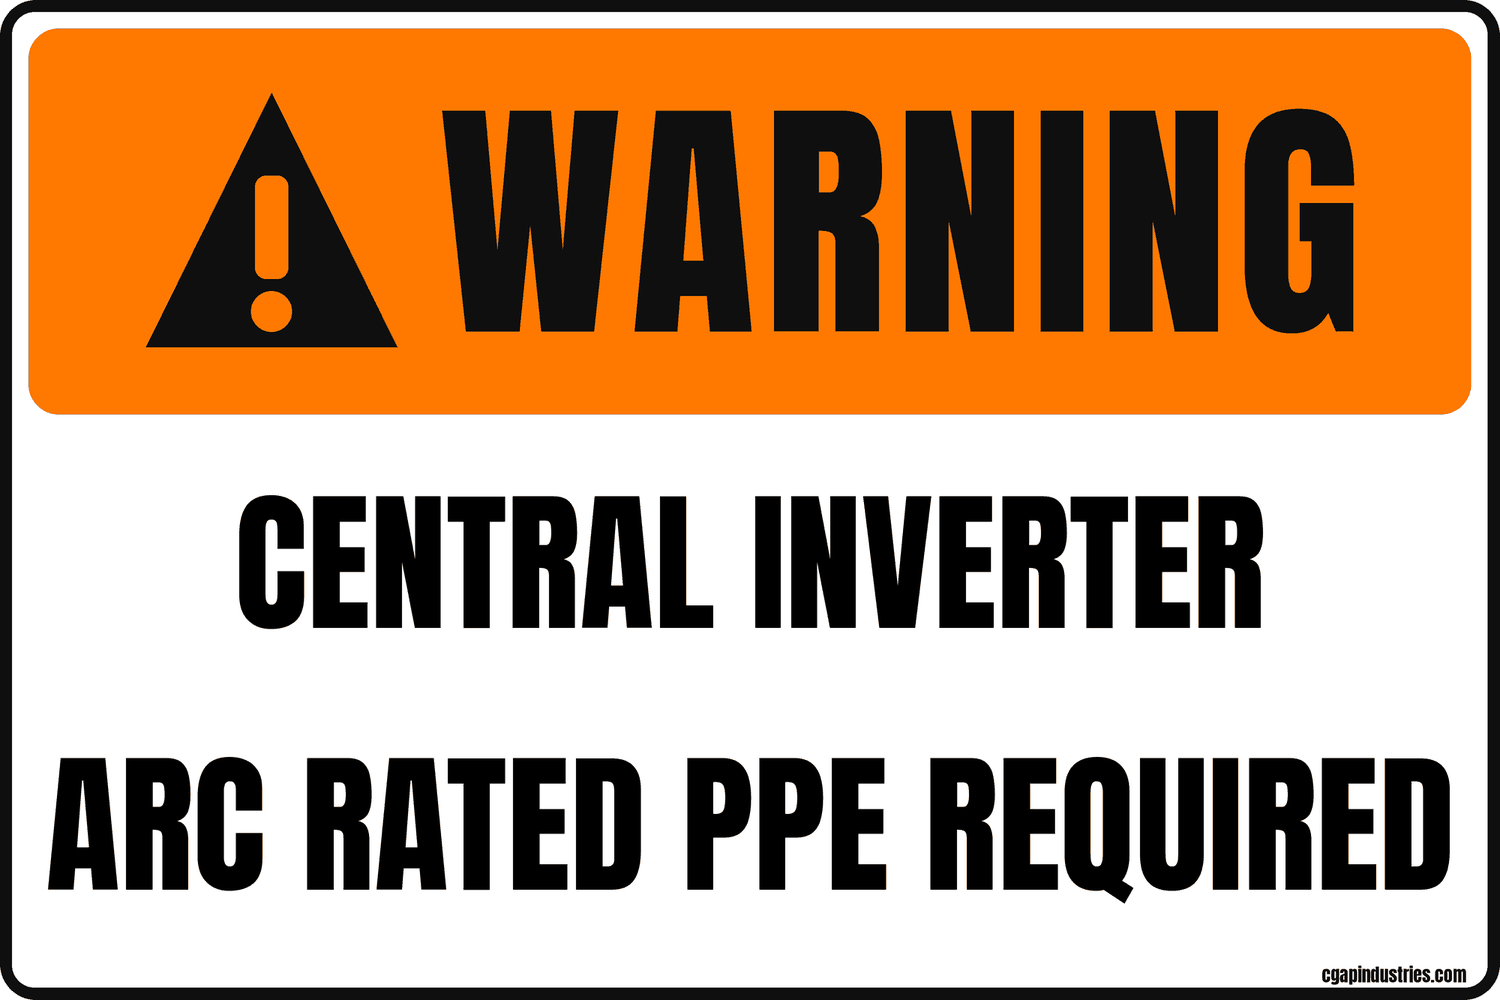 WARNING
CENTRAL INVERTER
ARC RATED PPE REQUIRED
cgapindustries.com